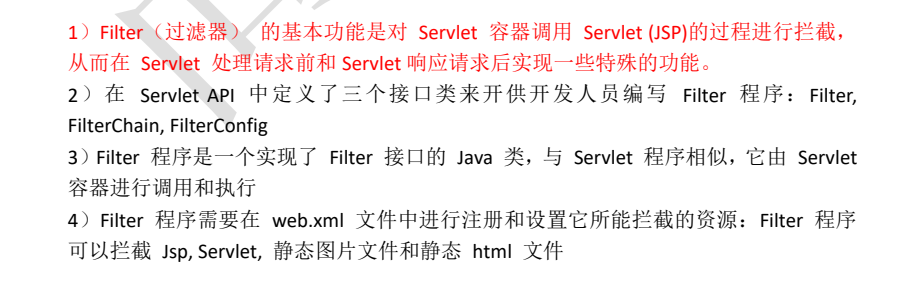 1）Filter（过滤器） 的基本功能是对 Servlet 容器调用 Servlet (JSP)的过程进行拦截，
从而在 Servlet 处理请求前和 Servlet 响应请求后实现一些特殊的功能。
2）在 Servlet API 中定义了三个接口类来开供开发人员编写 Filter 程序：Filter,
FilterChain, FilterConfig
3）Filter 程序是一个实现了 Filter 接口的 Java 类，与 Servlet 程序相似，它由 Servlet
容器进行调用和执行
4）Filter 程序需要在 web.xml 文件中进行注册和设置它所能拦截的资源：Filter 程序
可以拦截 Jsp, Servlet, 静态图片文件和静态 html 文件